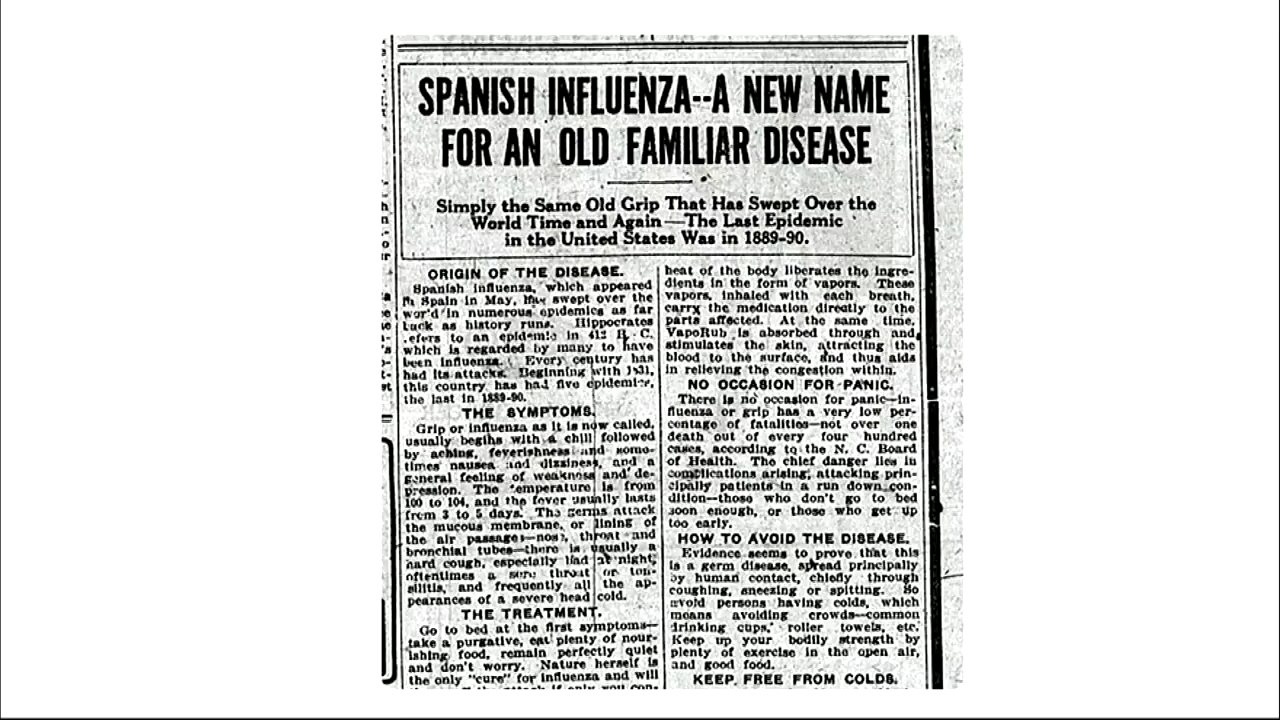 SPANISH INFLUENZA--A NEW NAME
FOR AN OLD FAMILIAR DISEASE
Simply the Same Old Grip That Has Swept Over the
World Time and Again—The Last Epidemic
in the United States Was in 1889-90.
ORIGIN OF THE DISEASE.
Spanish influenza, which appeared
in Spain in May, has swept over the
world in numerous epidemics as far
back as history runs. Hippocrates
refers to an epidemic in 412 B. C.
which is regarded by many to have
been influenza. Every century has
had its attacks. Beginning with 1831,
this country has had five epidemics,
the last in 1889-90.
THE SYMPTOMS.
Grip or influenza as it is now called,
usually begins with a chill followed
by aching, feverishness and some-
times nausea and dizziness, and a
general feeling of weakness and de-
pression. The temperature is from
100 to 104, and the fever usually lasts
from 3 to 5 days. The germs attack
the mucous membrane, or lining of
the air passages—nose, throat and
bronchial tubes—there is usually a
hard cough, especially bad at night,
oftentimes a sore throat or ton-
silitis, and frequently all the ap-
pearances of a severe head cold.
THE TREATMENT.
Go to bed at the first symptoms—
take a purgative, eat plenty of nour-
ishing food, remain perfectly quiet
and don't worry. Nature herself is
the only "cure" for influenza and will
heat of the body liberates the ingre-
dients in the form of vapors. These
vapors, inhaled with each breath,
carry the medication directly to the
parts affected. At the same time,
VapoRub is absorbed through and
stimulates the skin, attracting the
blood to the surface, and thus aids
in relieving the congestion within.
NO OCCASION FOR PANIC.
There is no occasion for panic—in-
fluenza or grip has a very low per-
centage of fatalities—not over one
death out of every four hundred
cases, according to the N. C. Board
of Health. The chief danger lies in
complications arising, attacking prin-
cipally patients in a run down con-
dition—those who don't go to bed
soon enough, or those who get up
too early.
HOW TO AVOID THE DISEASE.
Evidence seems to prove that this
is a germ disease, spread principally
by human contact, chiefly through
coughing, sneezing or spitting. So
avoid persons having colds, which
means avoiding crowds—common
drinking cups, roller towels, etc.
Keep up your bodily strength by
plenty of exercise in the open air,
and good food.
KEEP FREE FROM COLDS.